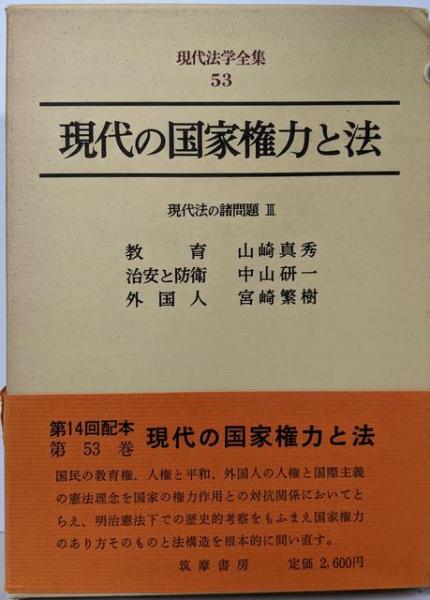 現代法学全集
53
現代の国家権力と法
現代法の諸問題 Ⅲ
教育 山崎真秀
治安と防衛 中山研一
外国人 宮崎繁樹
第14回配本
第 53 巻
現代の国家権力と法
国民の教育権、人権と平和、外国人の人権と国際主義
の憲法理念を国家の権力作用との対抗関係においてと
らえ、明治憲法下での歴史的考察をもふまえ国家権力
のあり方そのものと法構造を根本的に問い直す。
筑摩書房 定価 2,600円